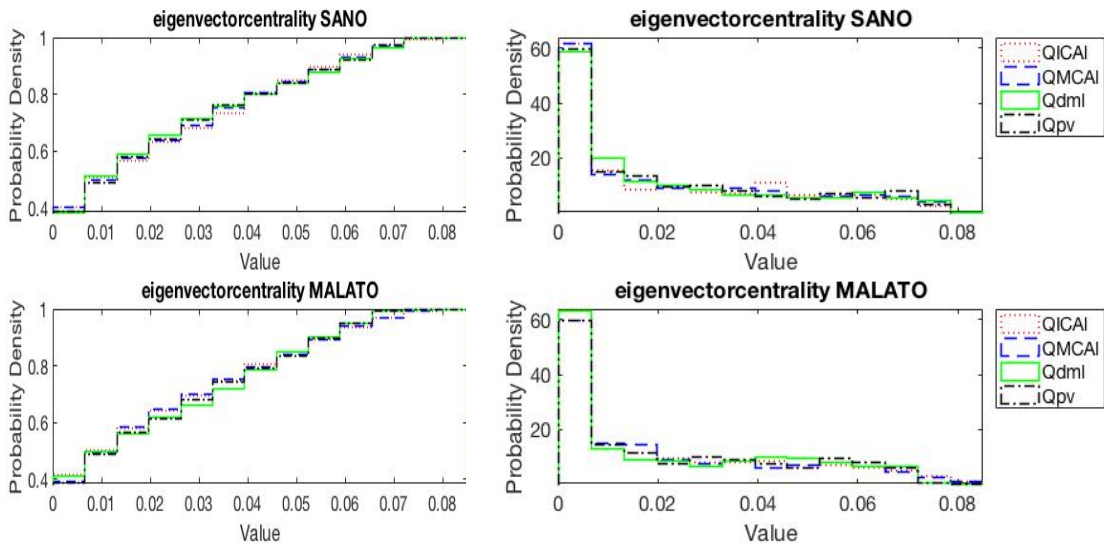 eigenvectorcentrality SANO
Probability Density
1
0.8
0.6
0.4
0 0.01 0.02 0.03 0.04 0.05 0.06 0.07 0.08
Value
eigenvectorcentrality SANO
Probability Density
60
40
20
0 0.02 0.04 0.06 0.08
Value
QICAI
QMCAI
Qdml
Qpv
eigenvectorcentrality MALATO
Probability Density
1
0.8
0.6
0.4
0 0.01 0.02 0.03 0.04 0.05 0.06 0.07 0.08
Value
eigenvectorcentrality MALATO
Probability Density
60
40
20
0 0.02 0.04 0.06 0.08
Value
QICAI
QMCAI
Qdml
Qpv